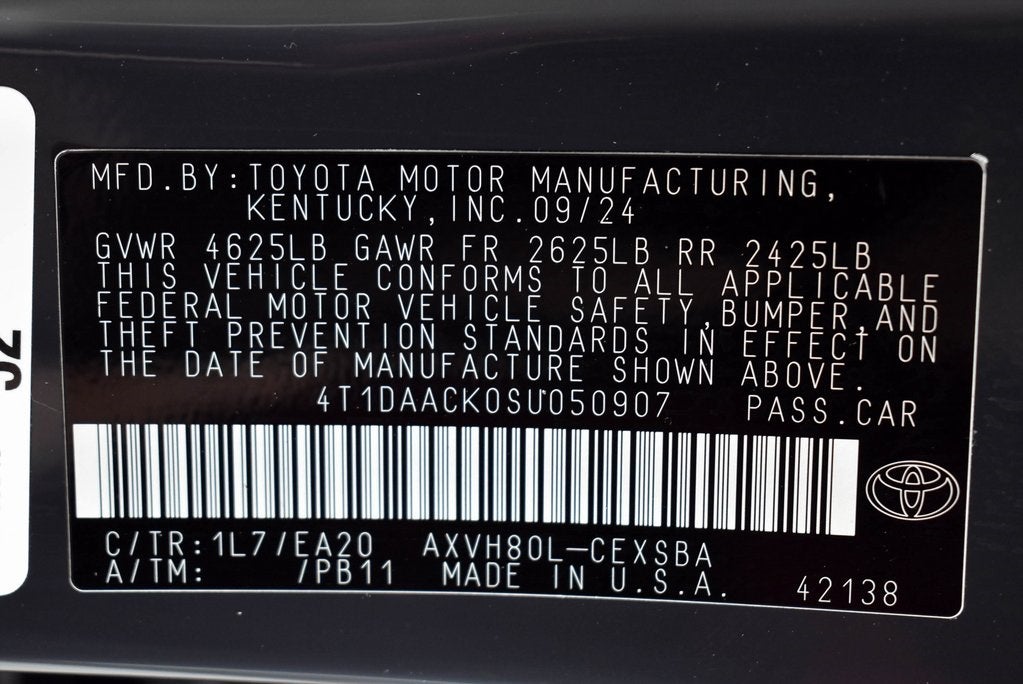 MFD.BY:TOYOTA MOTOR MANUFACTURING,
KENTUCKY,INC.09/24
GVWR 4625LB GAWR FR 2625LB RR 2425LB
THIS VEHICLE CONFORMS TO ALL APPLICABLE
FEDERAL MOTOR VEHICLE SAFETY,BUMPER,AND
THEFT PREVENTION STANDARDS IN EFFECT ON
THE DATE OF MANUFACTURE SHOWN ABOVE.
4T1DAACK0SU050907 PASS.CAR
C/TR:1L7/EA20 AXVH80L-CEXSBA
A/TM: /PB11 MADE IN U.S.A. 42138